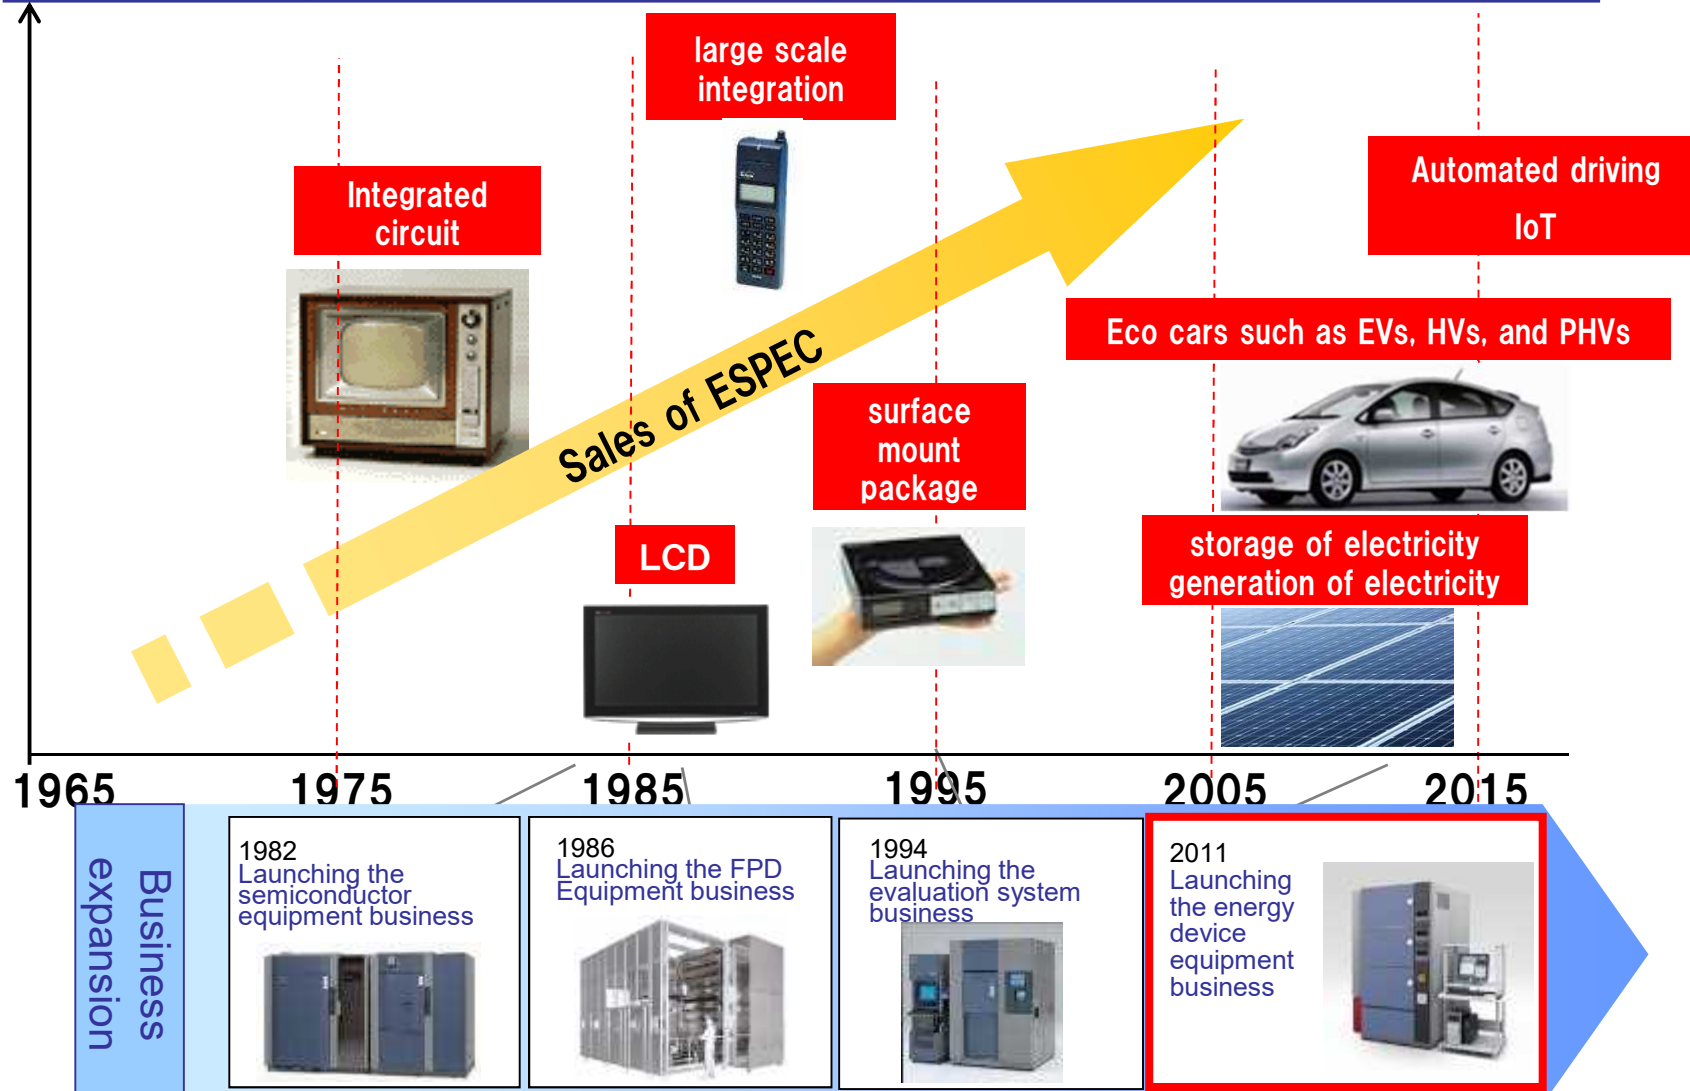 large scale
integration
Integrated
circuit
Automated driving
IoT
Eco cars such as EVs, HVs, and PHVs
Sales of ESPEC
surface
mount
package
LCD
storage of electricity
generation of electricity
1965
1975
1985
1995
2005
2015
Business
expansion
1982
Launching the
semiconductor
equipment business
1986
Launching the FPD
Equipment business
1994
Launching the
evaluation system
business
2011
Launching
the energy
device
equipment
business